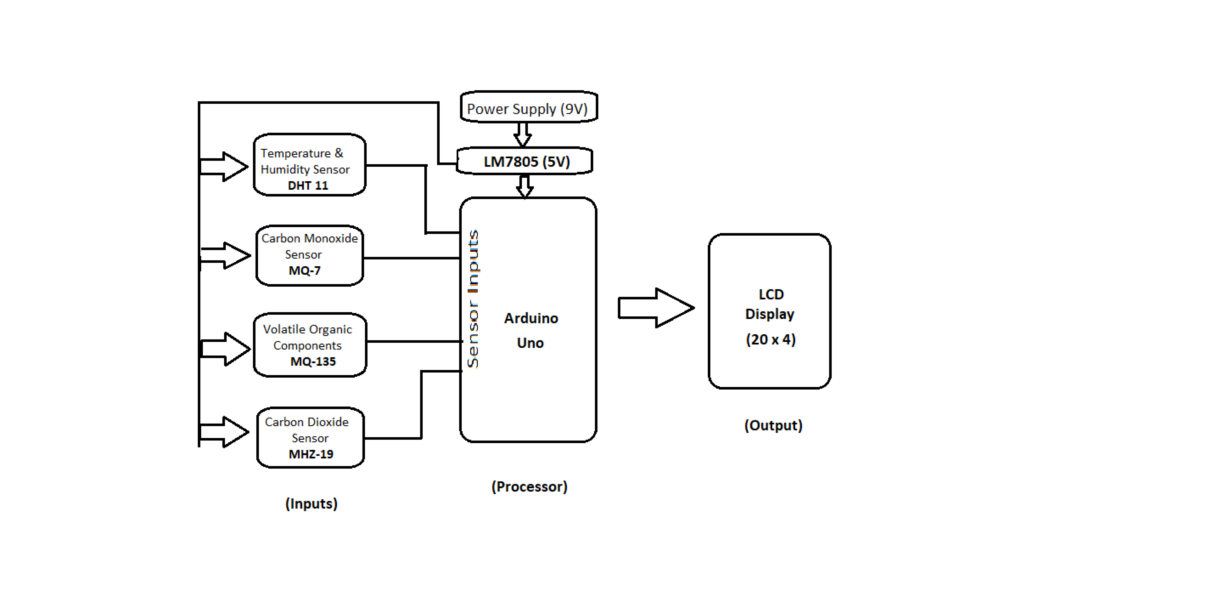 Power Supply (9V)
LM7805 (5V)
Temperature &
Humidity Sensor
DHT 11
Carbon Monoxide
Sensor
MQ-7
Volatile Organic
Components
MQ-135
Carbon Dioxide
Sensor
MHZ-19
(Inputs)
Sensor Inputs
Arduino
Uno
(Processor)
LCD
Display
(20 x 4)
(Output)